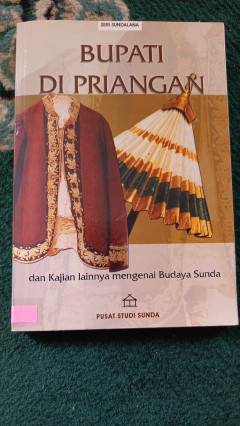 SERI SUNDALANA
BUPATI
DI PRIANGAN
dan Kajian lainnya mengenai Budaya Sunda
PUSAT STUDI SUNDA